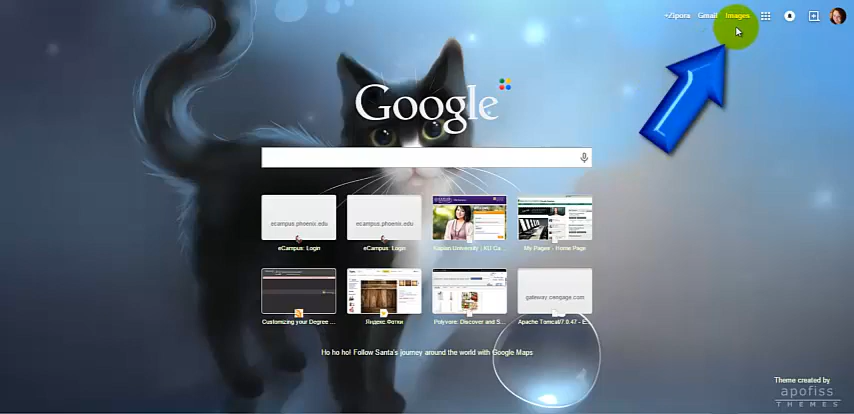 +Zipora Gmail Images
Google
ecampus.phoenix.edu
eCampus: Login
ecampus.phoenix.edu
eCampus: Login
Kaplan University : KU Ca...
My Pages - Home Page
Customizing your Degree ...
Яндекс.Фотки
Polyvore: Discover and S...
gateway.cengage.com
Apache Tomcat/7.0.47 - E...
Ho ho ho! Follow Santa's journey around the world with Google Maps
Theme created by
apofiss
THEMES